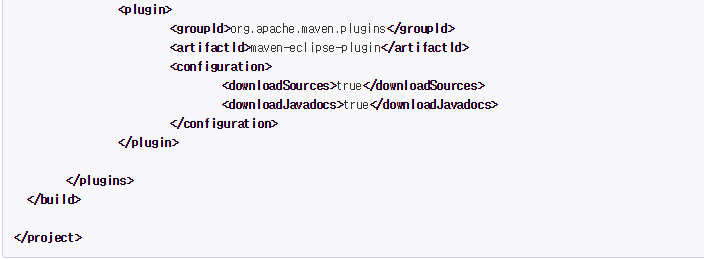 <plugin>
<groupId>org.apache.maven.plugins</groupId>
<artifactId>maven-eclipse-plugin</artifactId>
<configuration>
<downloadSources>true</downloadSources>
<downloadJavadocs>true</downloadJavadocs>
</configuration>
</plugin>
</plugins>
</build>
</project>